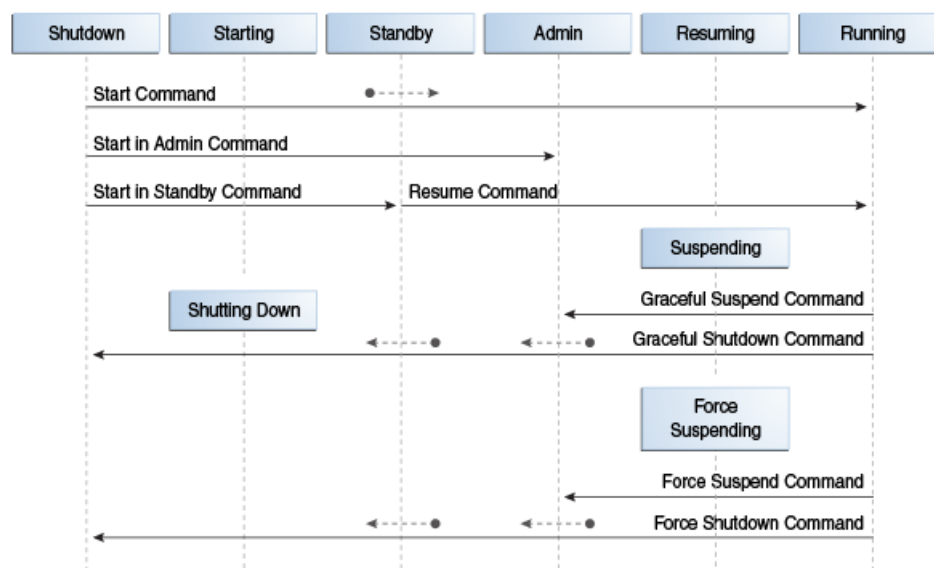 Shutdown
Starting
Standby
Admin
Resuming
Running
Start Command
Start in Admin Command
Start in Standby Command
Resume Command
Suspending
Graceful Suspend Command
Shutting Down
Graceful Shutdown Command
Force
Suspending
Force Suspend Command
Force Shutdown Command